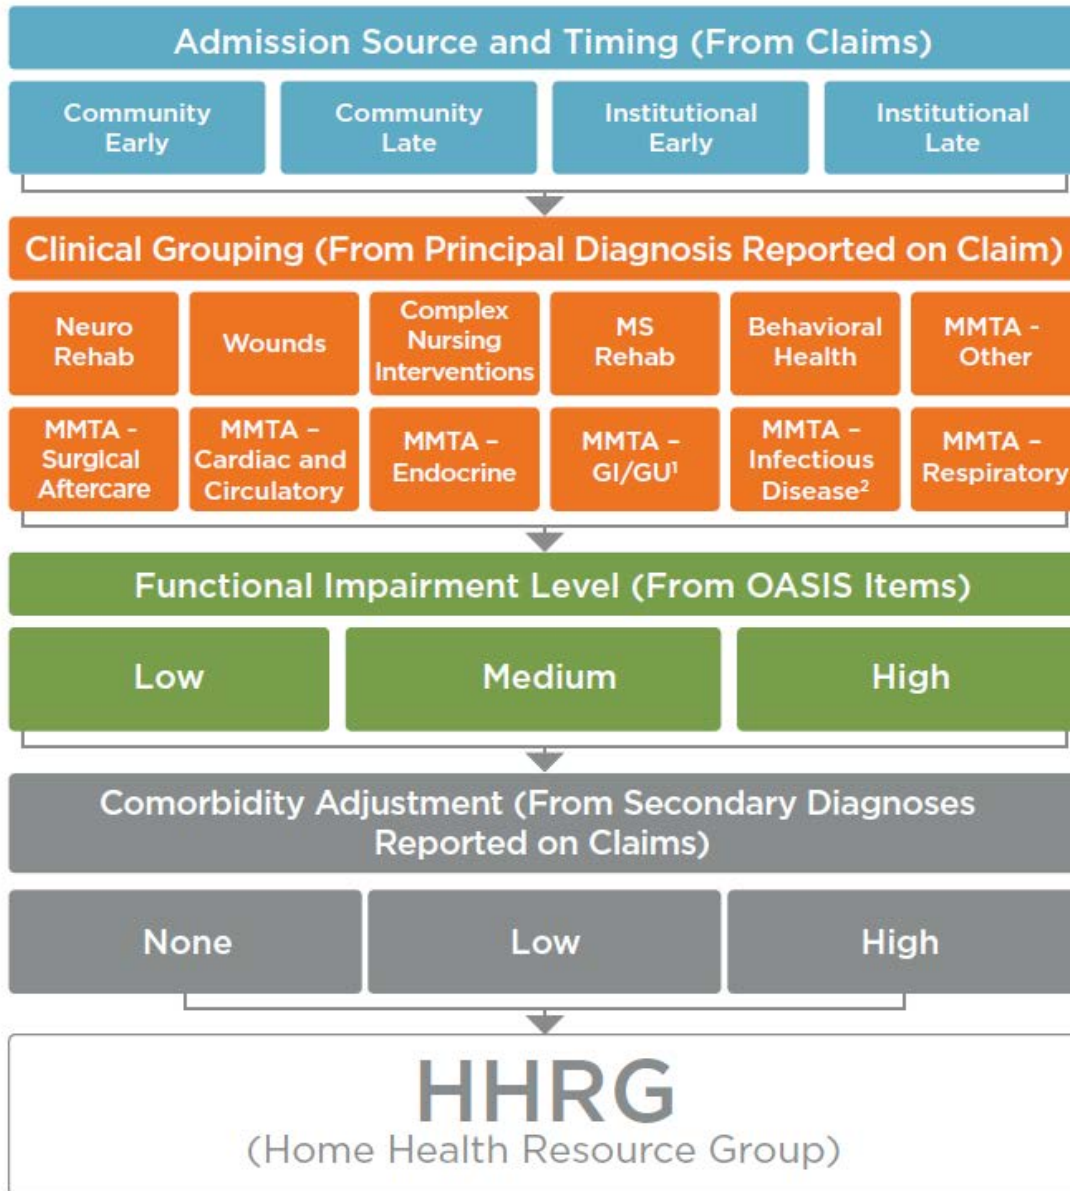 Admission Source and Timing (From Claims)
Community
Early
Community
Late
Institutional
Early
Institutional
Late
Clinical Grouping (From Principal Diagnosis Reported on Claim)
Neuro
Rehab
Wounds
Complex
Nursing
Interventions
MS
Rehab
Behavioral
Health
MMTA -
Other
MMTA -
Surgical
Aftercare
MMTA –
Cardiac and
Circulatory
MMTA –
Endocrine
MMTA –
GI/GU¹
MMTA –
Infectious
Disease²
MMTA –
Respiratory
Functional Impairment Level (From OASIS Items)
Low
Medium
High
Comorbidity Adjustment (From Secondary Diagnoses
Reported on Claims)
None
Low
High
HHRG
(Home Health Resource Group)